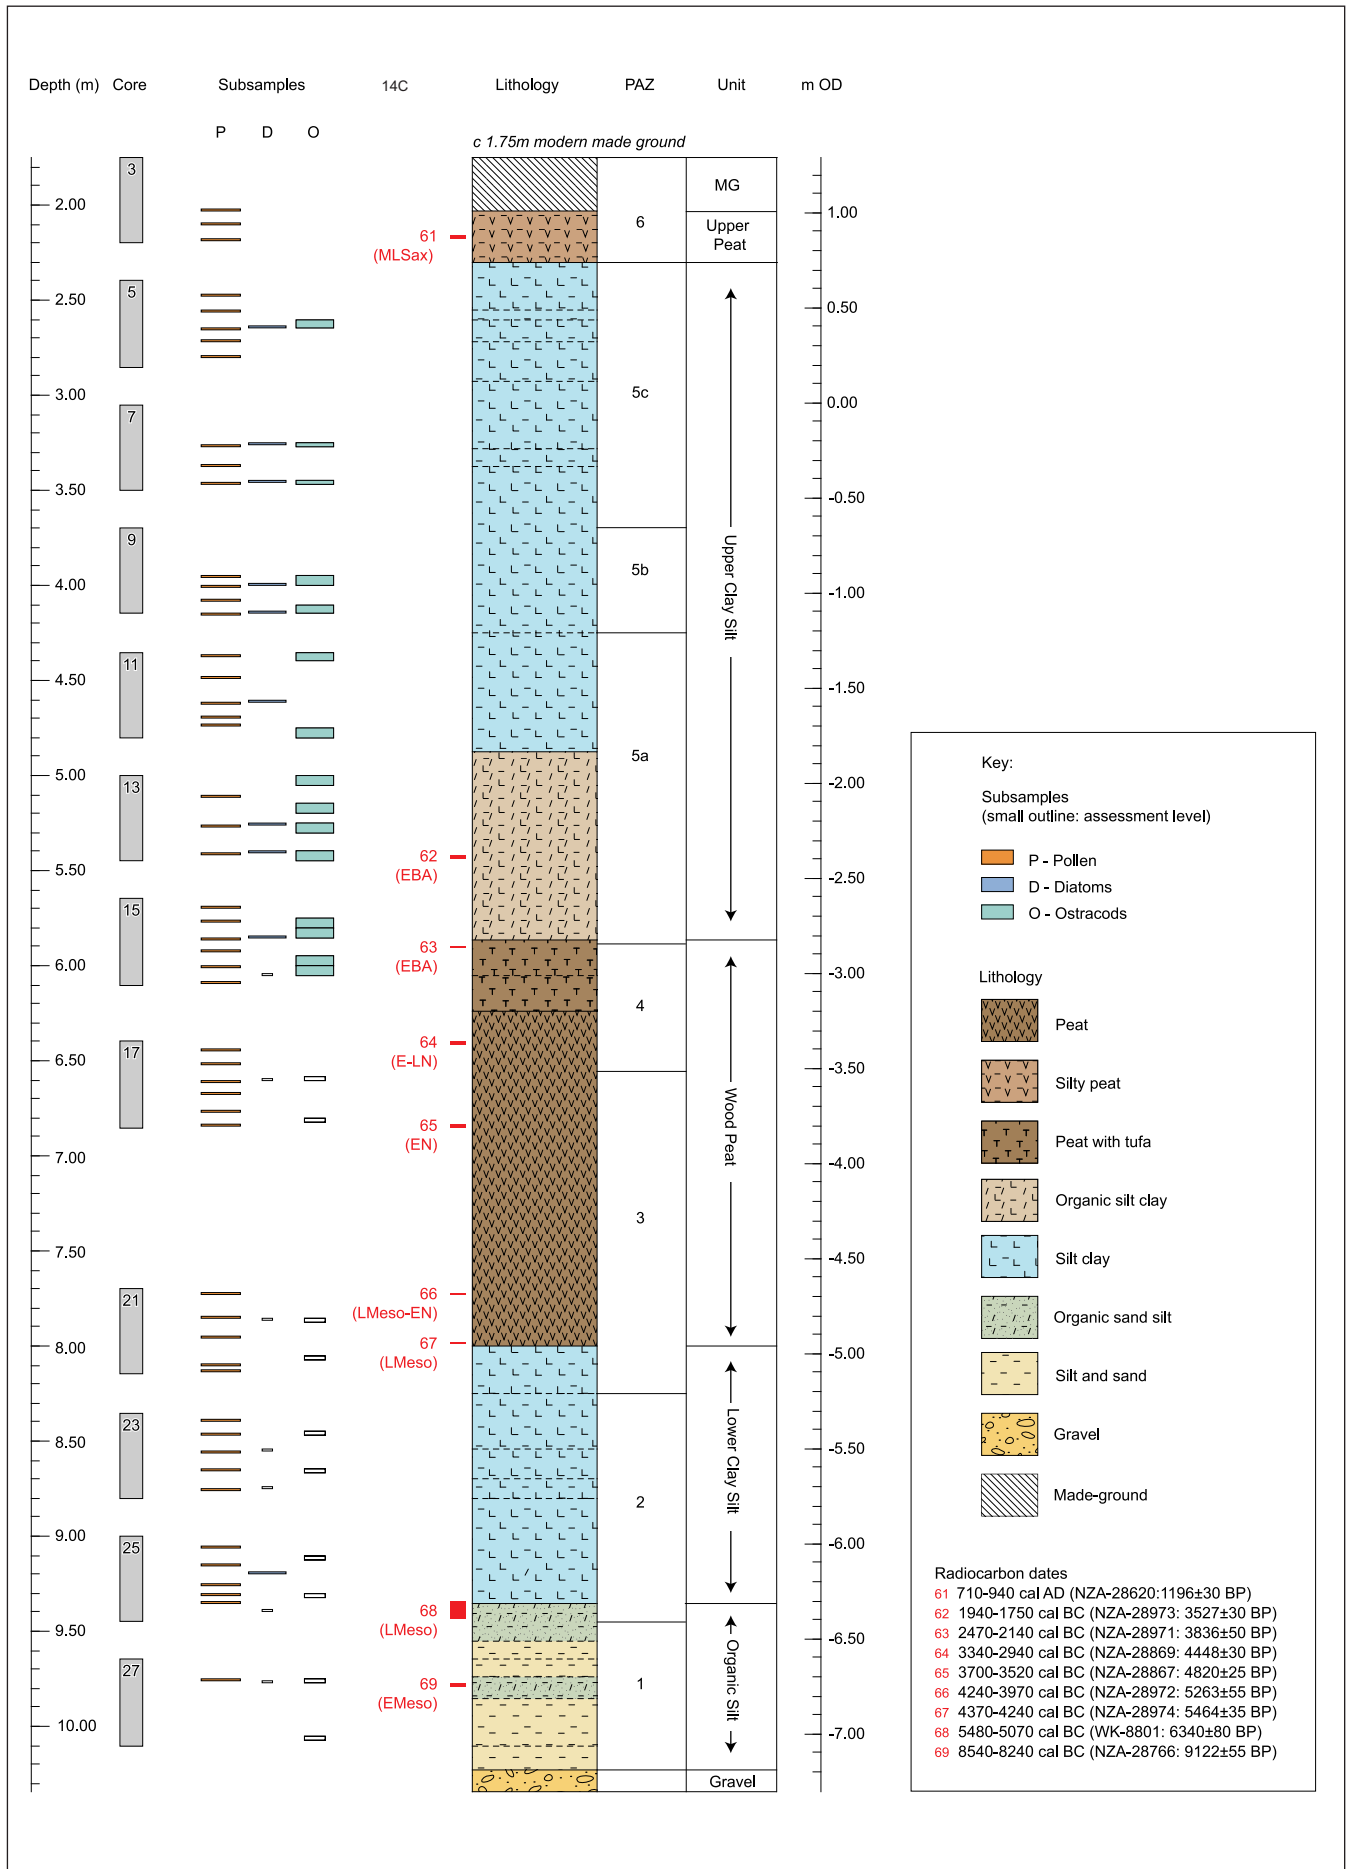 Depth (m) Core Subsamples 14C Lithology PAZ Unit m OD
P D O
c 1.75m modern made ground
3
MG
2.00
1.00
6
Upper
Peat
61
(MLSax)
5
2.50
0.50
3.00
5c
0.00
7
3.50
-0.50
9
5b
4.00
-1.00
Upper Clay Silt
11
4.50
-1.50
5a
5.00
13
-2.00
62
(EBA)
5.50
-2.50
15
63
(EBA)
6.00
-3.00
4
17
64
(E-LN)
6.50
-3.50
65
(EN)
Wood Peat
7.00
-4.00
3
7.50
-4.50
21
66
(LMeso-EN)
67
(LMeso)
8.00
-5.00
23
8.50
-5.50
Lower Clay Silt
2
9.00
25
-6.00
68
(LMeso)
9.50
-6.50
27
69
(EMeso)
1
Organic Silt
10.00
-7.00
Gravel
Key:
Subsamples
(small outline: assessment level)
P - Pollen
D - Diatoms
O - Ostracods
Lithology
Peat
Silty peat
Peat with tufa
Organic silt clay
Silt clay
Organic sand silt
Silt and sand
Gravel
Made-ground
Radiocarbon dates
61 710-940 cal AD (NZA-28620:1196±30 BP)
62 1940-1750 cal BC (NZA-28973: 3527±30 BP)
63 2470-2140 cal BC (NZA-28971: 3836±50 BP)
64 3340-2940 cal BC (NZA-28869: 4448±30 BP)
65 3700-3520 cal BC (NZA-28867: 4820±25 BP)
66 4240-3970 cal BC (NZA-28972: 5263±55 BP)
67 4370-4240 cal BC (NZA-28974: 5464±35 BP)
68 5480-5070 cal BC (WK-8801: 6340±80 BP)
69 8540-8240 cal BC (NZA-28766: 9122±55 BP)